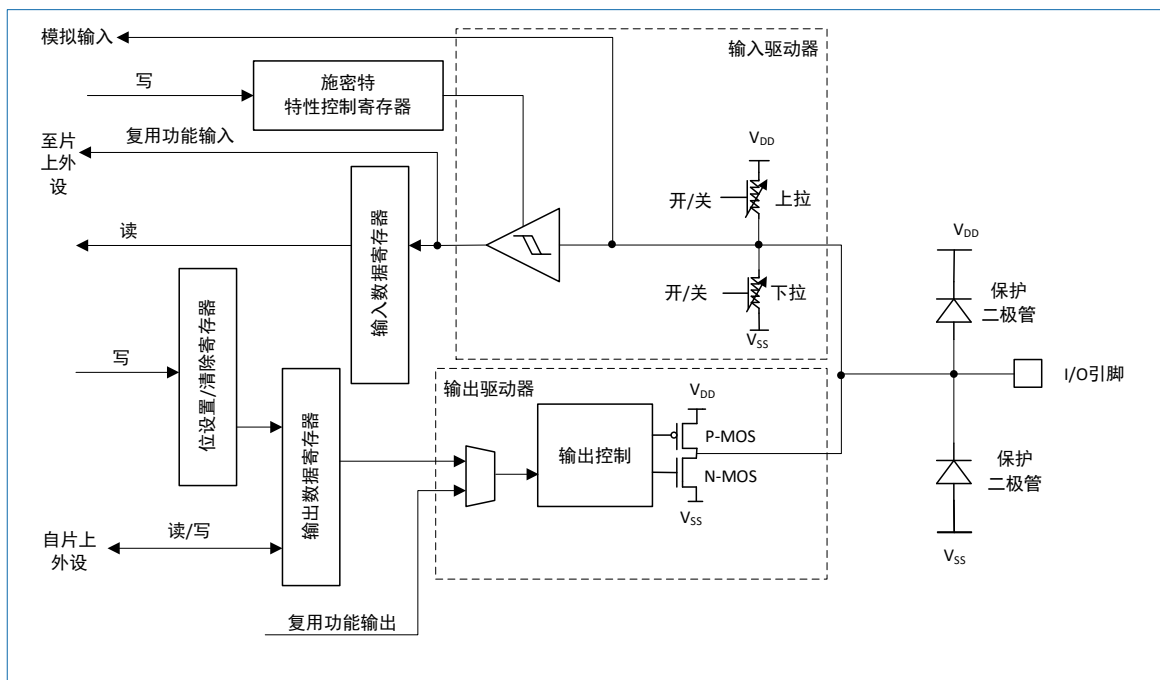 模拟输入
输入驱动器
写
施密特
特性控制寄存器
复用功能输入
至片
上外
设
VDD
开/关
上拉
读
输入数据寄存器
VDD
开/关
下拉
保护
二极管
VSS
位设置/清除寄存器
写
I/O引脚
输出数据寄存器
输出驱动器
VDD
P-MOS
输出控制
N-MOS
保护
二极管
VSS
读/写
自片上
外设
VSS
复用功能输出